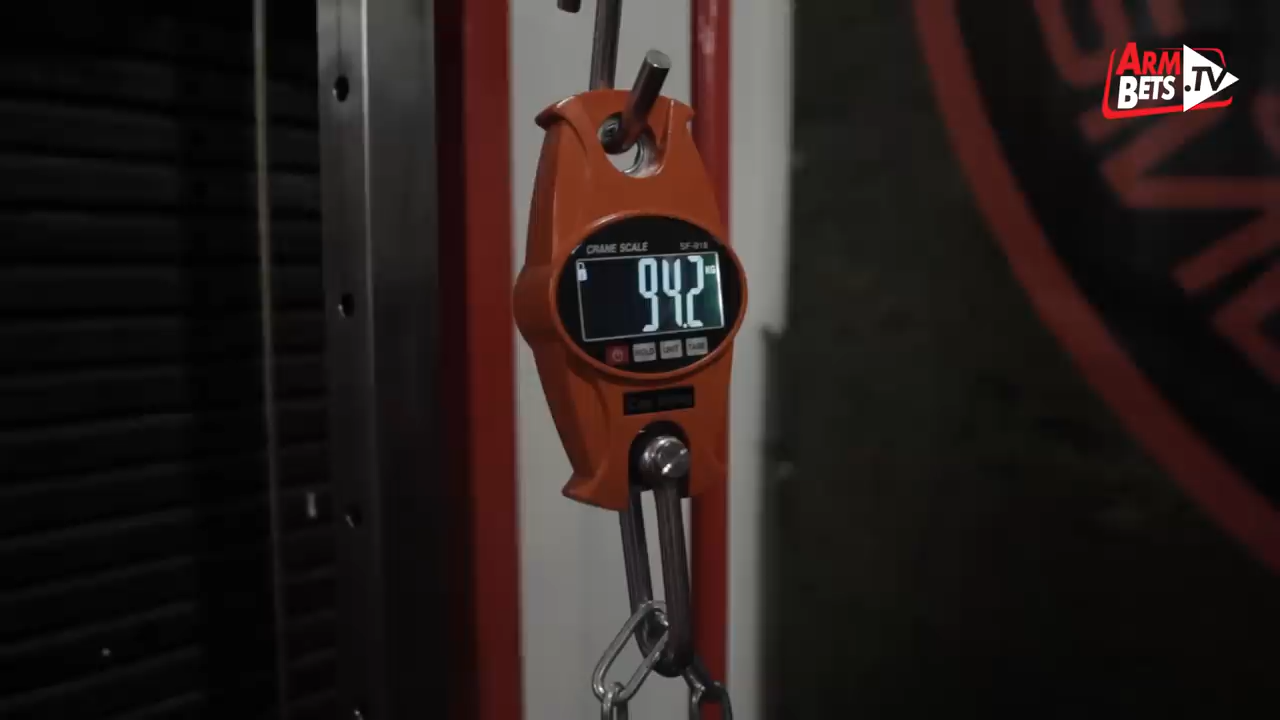 ARM
BETS .TV
CRANE SCALE SF-918
94.2 KG
HOLD UNIT TARE